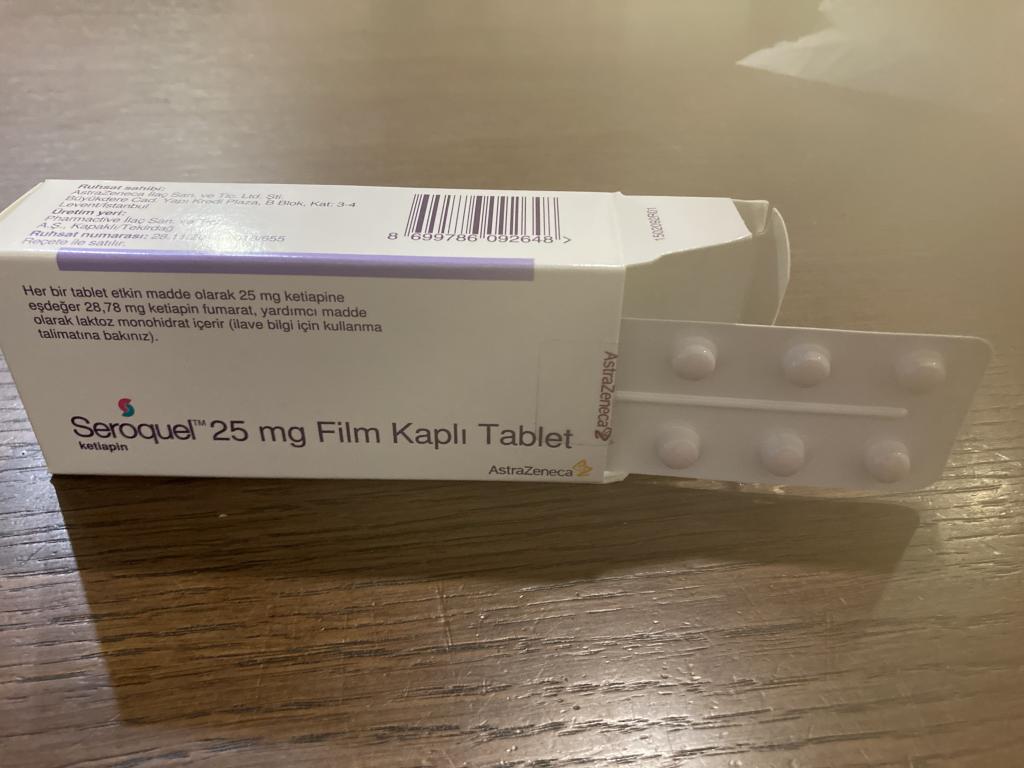 Ruhsat sahibi:
AstraZeneca İlaç San. ve Tic. Ltd. Şti.
Büyükdere Cad. Yapı Kredi Plaza, B Blok, Kat: 3-4
Levent/İstanbul
Üretim yeri:
Pharmactive İlaç San. ve
A.Ş., Kapaklı/Tekirdağ
Ruhsat numarası: 28.11.
Reçete ile satılır.
8 699786 092648 >
1502082R01
Her bir tablet etkin madde olarak 25 mg ketiapine
eşdeğer 28,78 mg ketiapin fumarat, yardımcı madde
olarak laktoz monohidrat içerir (ilave bilgi için kullanma
talimatına bakınız).
Seroquel™ 25 mg Film Kaplı Tablet
ketiapin
AstraZeneca
AstraZeneca